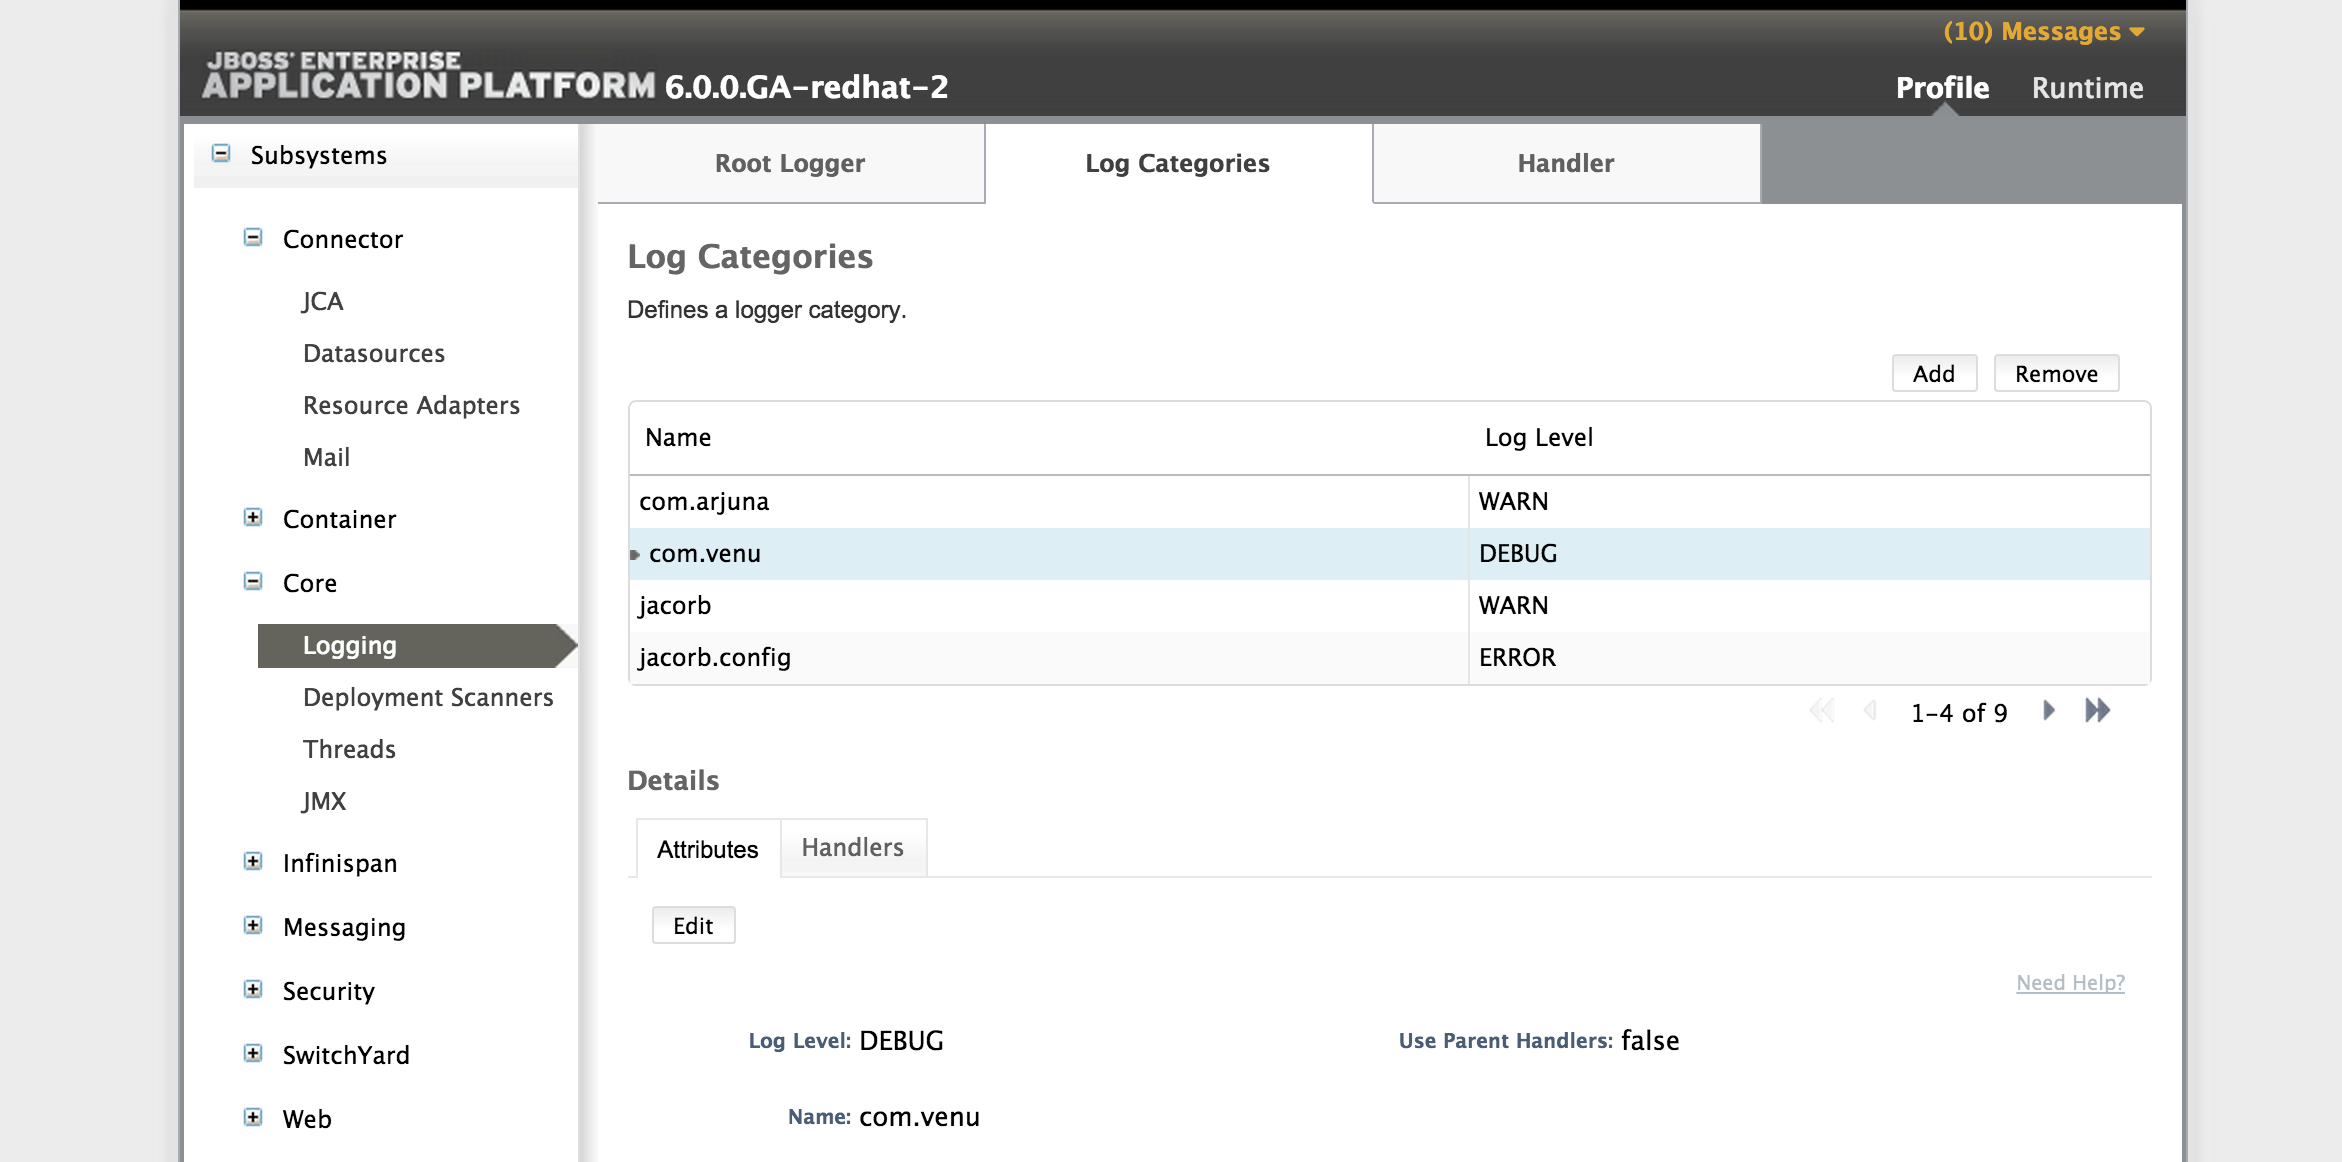 (10) Messages
JBOSS' ENTERPRISE
APPLICATION PLATFORM 6.0.0.GA-redhat-2
Profile Runtime
Subsystems
Connector
JCA
Datasources
Resource Adapters
Mail
Container
Core
Logging
Deployment Scanners
Threads
JMX
Infinispan
Messaging
Security
SwitchYard
Web
Root Logger Log Categories Handler
Log Categories
Defines a logger category.
Add Remove
Name Log Level
com.arjuna WARN
com.venu DEBUG
jacorb WARN
jacorb.config ERROR
1-4 of 9
Details
Attributes Handlers
Edit
Need Help?
Log Level: DEBUG Use Parent Handlers: false
Name: com.venu